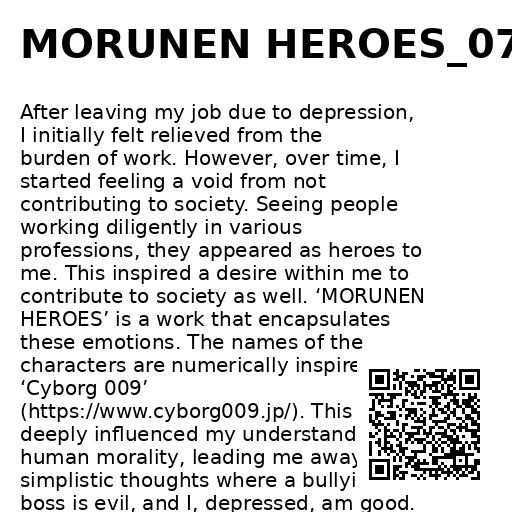 MORUNEN HEROES_07
After leaving my job due to depression,
I initially felt relieved from the
burden of work. However, over time, I
started feeling a void from not
contributing to society. Seeing people
working diligently in various
professions, they appeared as heroes to
me. This inspired a desire within me to
contribute to society as well. ‘MORUNEN
HEROES’ is a work that encapsulates
these emotions. The names of the
characters are numerically inspire
‘Cyborg 009’
(https://www.cyborg009.jp/). This
deeply influenced my understand
human morality, leading me away
simplistic thoughts where a bullyi
boss is evil, and I, depressed, am good.